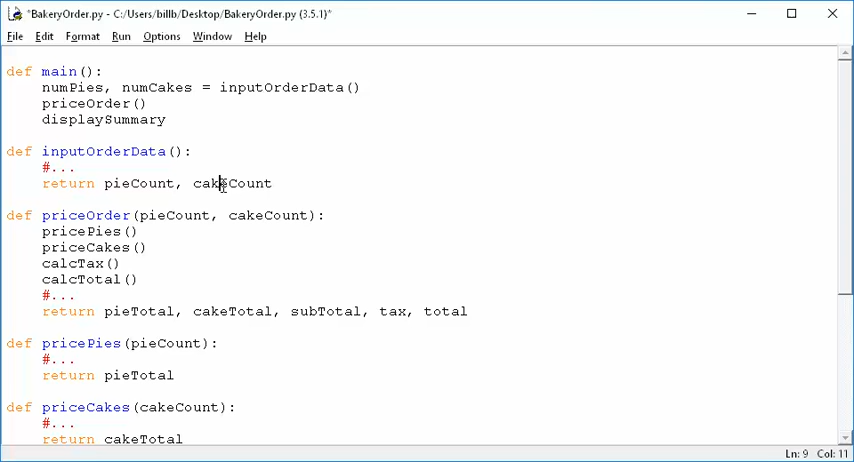 *BakeryOrder.py - C:/Users/billb/Desktop/BakeryOrder.py (3.5.1)*
File Edit Format Run Options Window Help
def main():
    numPies, numCakes = inputOrderData()
    priceOrder()
    displaySummary
def inputOrderData():
    #...
    return pieCount, cakeCount
def priceOrder(pieCount, cakeCount):
    pricePies()
    priceCakes()
    calcTax()
    calcTotal()
    #...
    return pieTotal, cakeTotal, subTotal, tax, total
def pricePies(pieCount):
    #...
    return pieTotal
def priceCakes(cakeCount):
    #...
    return cakeTotal
Ln: 9 Col: 11